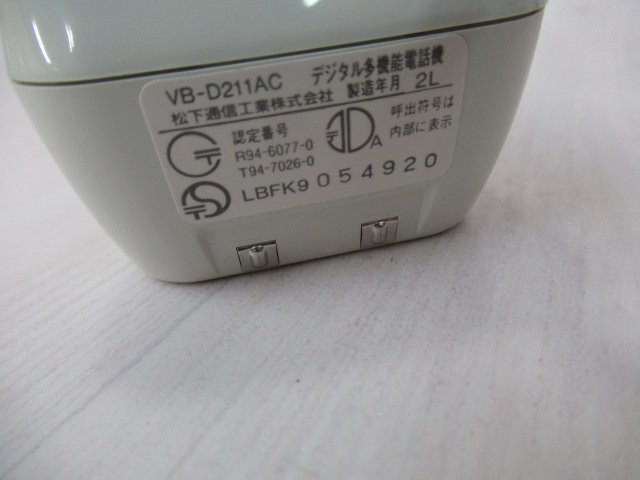 VB-D211AC デジタル多機能電話機
松下通信工業株式会社 製造年月 2L
認定番号
R94-6077-0
T94-7026-0
A
呼出符号は
内部に表示
LBFK9 054920